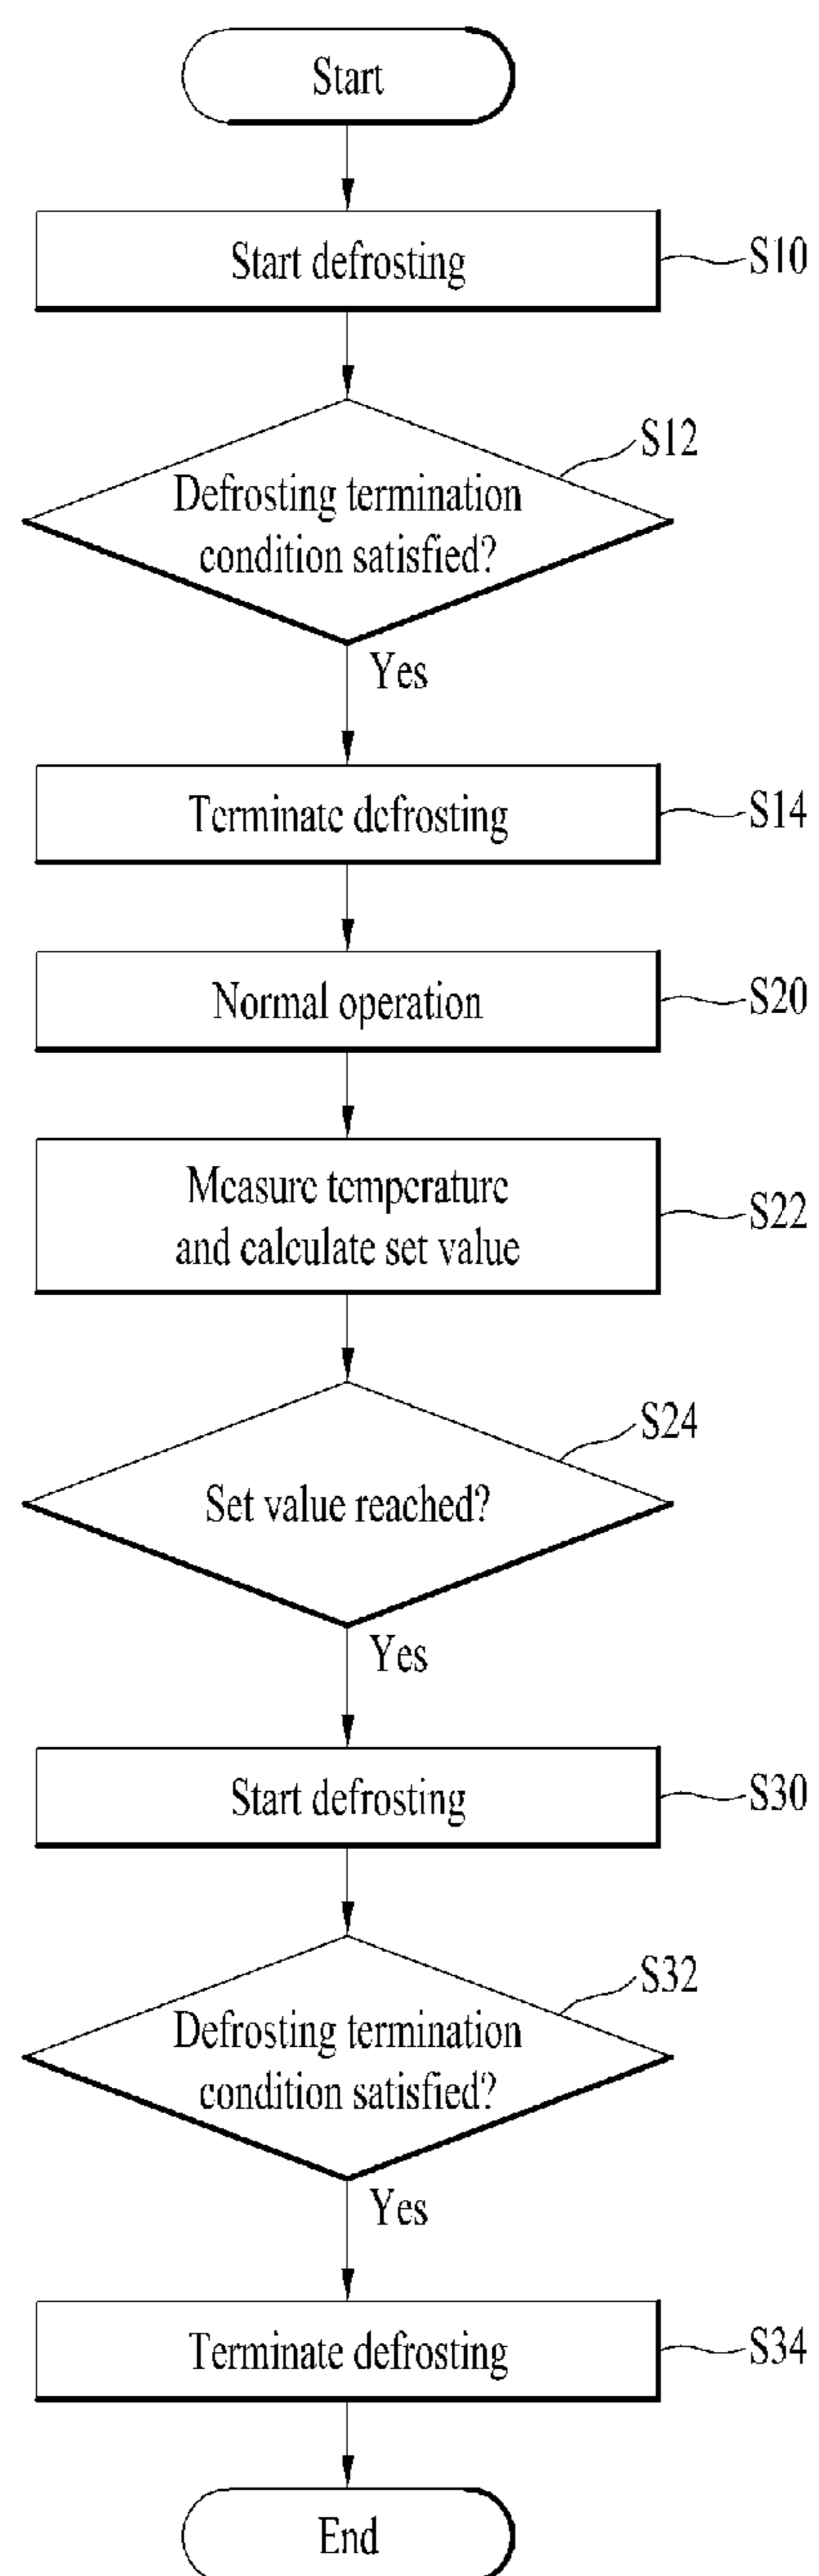 Start
Start defrosting
S10
S12
Defrosting termination
condition satisfied?
Yes
Terminate defrosting
S14
Normal operation
S20
Measure temperature
and calculate set value
S22
S24
Set value reached?
Yes
Start defrosting
S30
S32
Defrosting termination
condition satisfied?
Yes
Terminate defrosting
S34
End